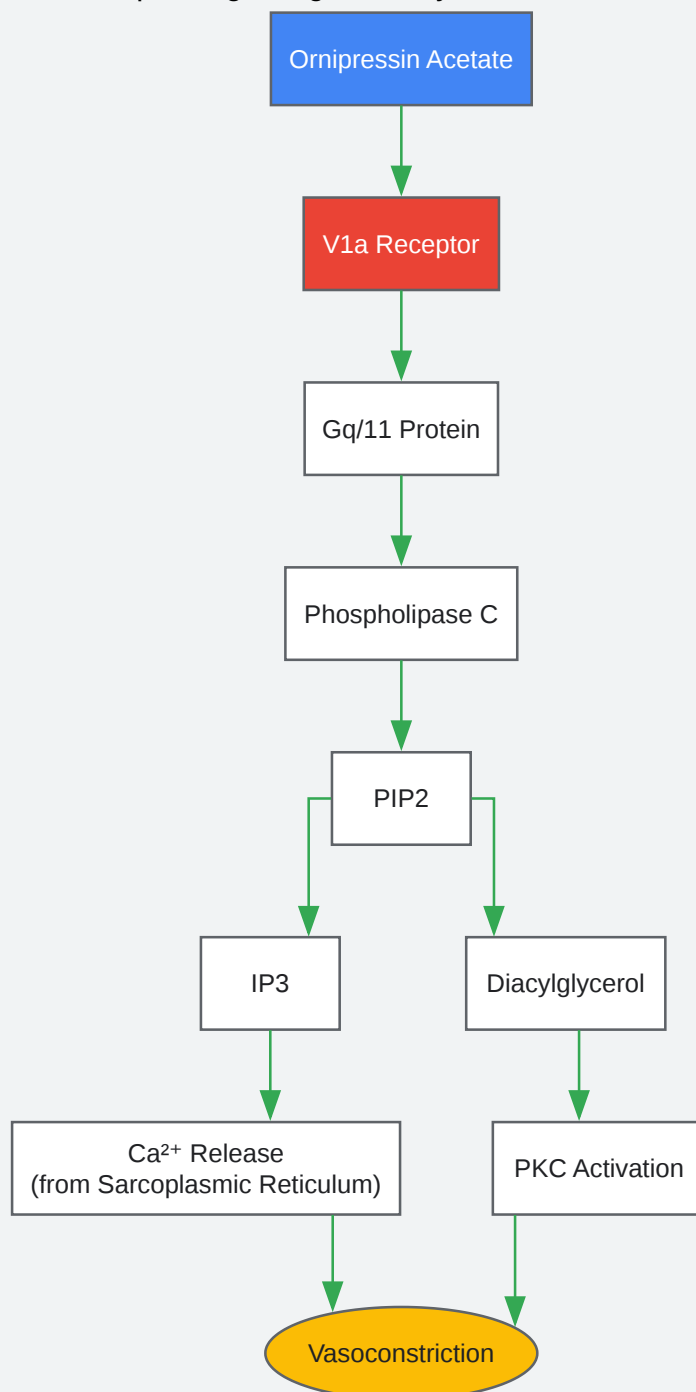 Ornipressin Acetate
V1a Receptor
Gq/11 Protein
Phospholipase C
PIP2
IP3
Diacylglycerol
Ca²⁺ Release
(from Sarcoplasmic Reticulum)
PKC Activation
Vasoconstriction